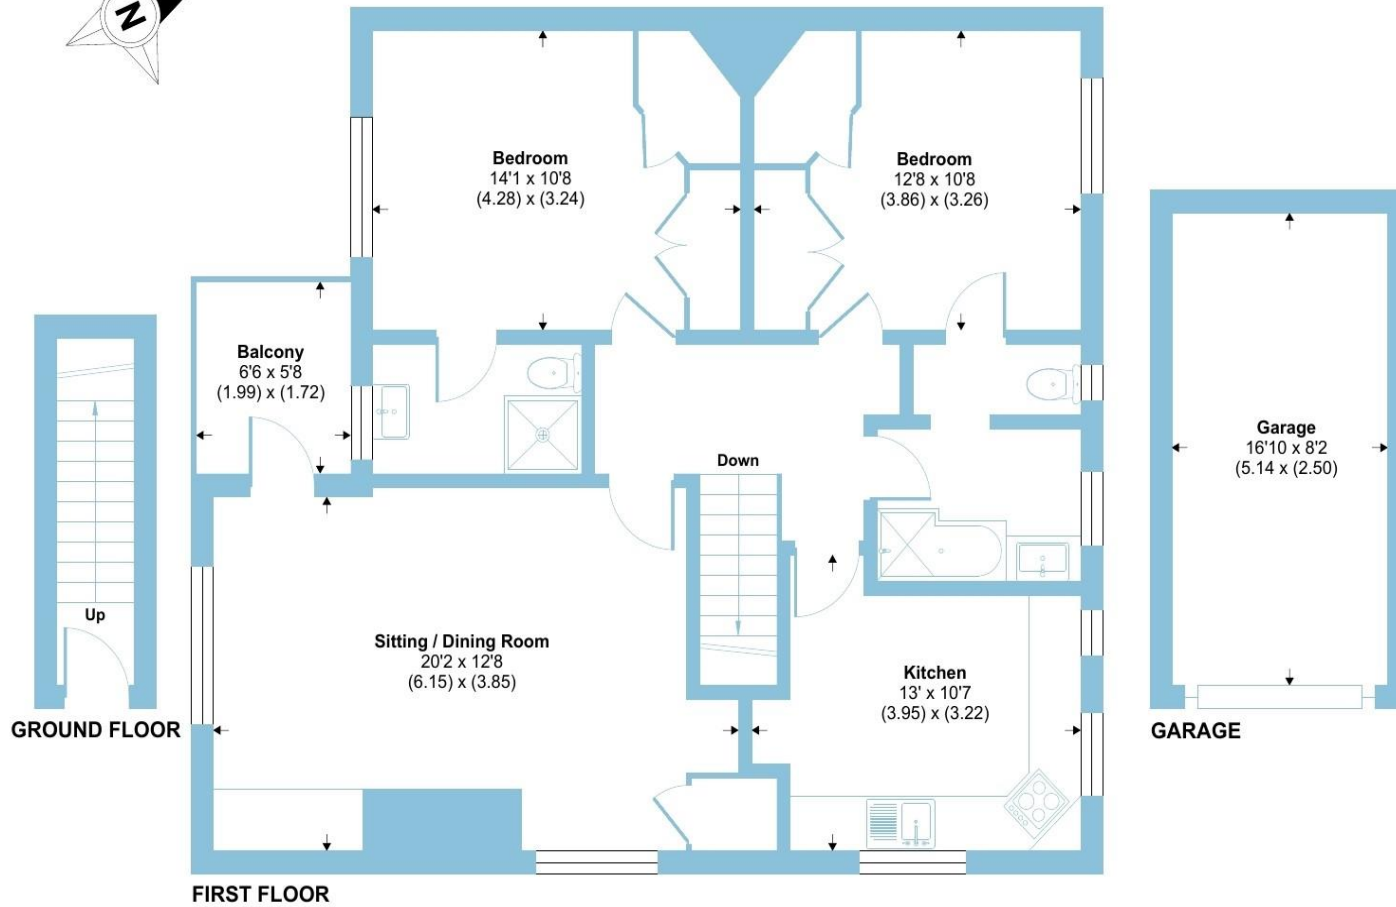 N
Bedroom
14'1 x 10'8
(4.28) x (3.24)
Bedroom
12'8 x 10'8
(3.86) x (3.26)
Balcony
6'6 x 5'8
(1.99) x (1.72)
Garage
16'10 x 8'2
(5.14 x (2.50)
Down
Up
Sitting / Dining Room
20'2 x 12'8
(6.15) x (3.85)
Kitchen
13' x 10'7
(3.95) x (3.22)
GROUND FLOOR
GARAGE
FIRST FLOOR